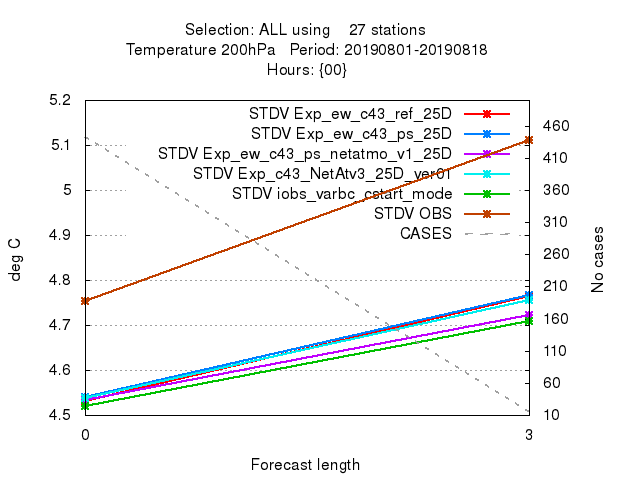 Selection: ALL using 27 stations
Temperature 200hPa Period: 20190801-20190818
Hours: {00}
5.2
5.1
5
4.9
4.8
4.7
4.6
4.5
deg C
STDV Exp_ew_c43_ref_25D
STDV Exp_ew_c43_ps_25D
STDV Exp_ew_c43_ps_netatmo_v1_25D
STDV Exp_c43_NetAtv3_25D_ver01
STDV iobs_varbc_cstart_mode
STDV OBS
CASES
460
410
360
310
260
210
160
110
60
10
No cases
0
3
Forecast length